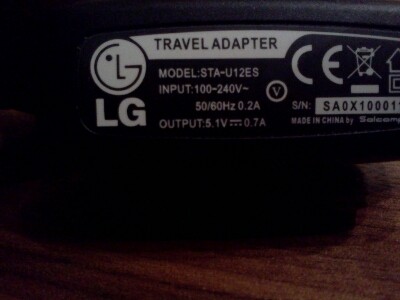 TRAVEL ADAPTER
LG
MODEL:STA-U12ES
INPUT:100-240V~
50/60Hz 0.2A
OUTPUT:5.1V⎓0.7A
V
CE
S/N:
MADE IN CHINA by